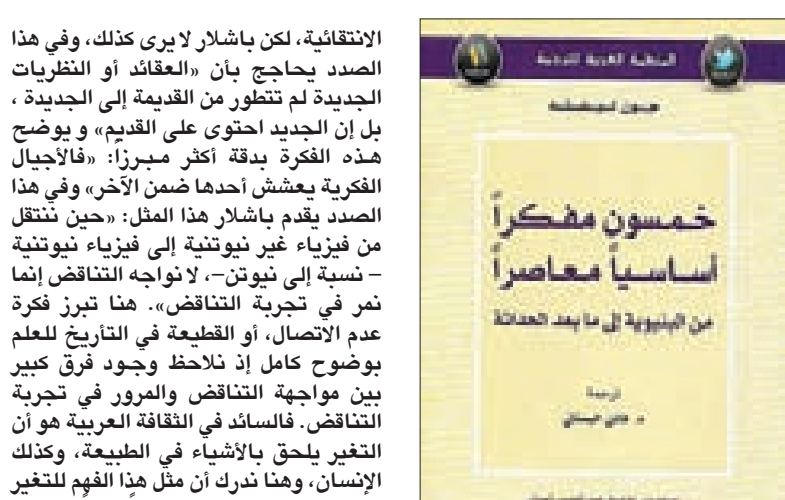 الانتقائية، لكن باشلار لا يرى كذلك، وفي هذا
الصدد يحاجج بأن «العقائد أو النظريات
الجديدة لم تتطور من القديمة إلى الجديدة ،
بل إن الجديد احتوى على القديم» و يوضح
هذه الفكرة بدقة أكثر مبرزاً: «فالأجيال
الفكرية يعشش أحدها ضمن الآخر» وفي هذا
الصدد يقدم باشلار هذا المثل: «حين ننتقل
من فيزياء غير نيوتنية إلى فيزياء نيوتنية
– نسبة إلى نيوتن–، لا نواجه التناقض إنما
نمر في تجربة التناقض». هنا تبرز فكرة
عدم الاتصال، أو القطيعة في التأريخ للعلم
بوضوح كامل إذ نلاحظ وجود فرق كبير
بين مواجهة التناقض والمرور في تجربة
التناقض. فالسائد في الثقافة العربية هو أن
التغير يلحق بالأشياء في الطبيعة، وكذلك
الإنسان، وهنا ندرك أن مثل هذا الفهم للتغير
المنظمة العربية للترجمة
جون ليشته
خمسون مفكراً
أساسياً معاصراً
من البنيوية إلى ما بعد الحداثة
ترجمة
د. فاتن البستاني